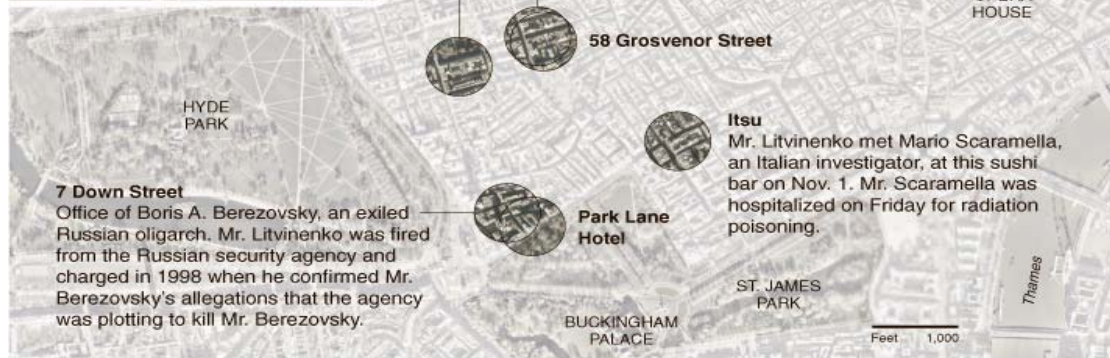 HOUSE
58 Grosvenor Street
HYDE
PARK
Itsu
Mr. Litvinenko met Mario Scaramella,
an Italian investigator, at this sushi
bar on Nov. 1. Mr. Scaramella was
hospitalized on Friday for radiation
poisoning.
7 Down Street
Office of Boris A. Berezovsky, an exiled
Russian oligarch. Mr. Litvinenko was fired
from the Russian security agency and
charged in 1998 when he confirmed Mr.
Berezovsky's allegations that the agency
was plotting to kill Mr. Berezovsky.
Park Lane
Hotel
ST. JAMES
PARK
Thames
BUCKINGHAM
PALACE
Feet 1,000